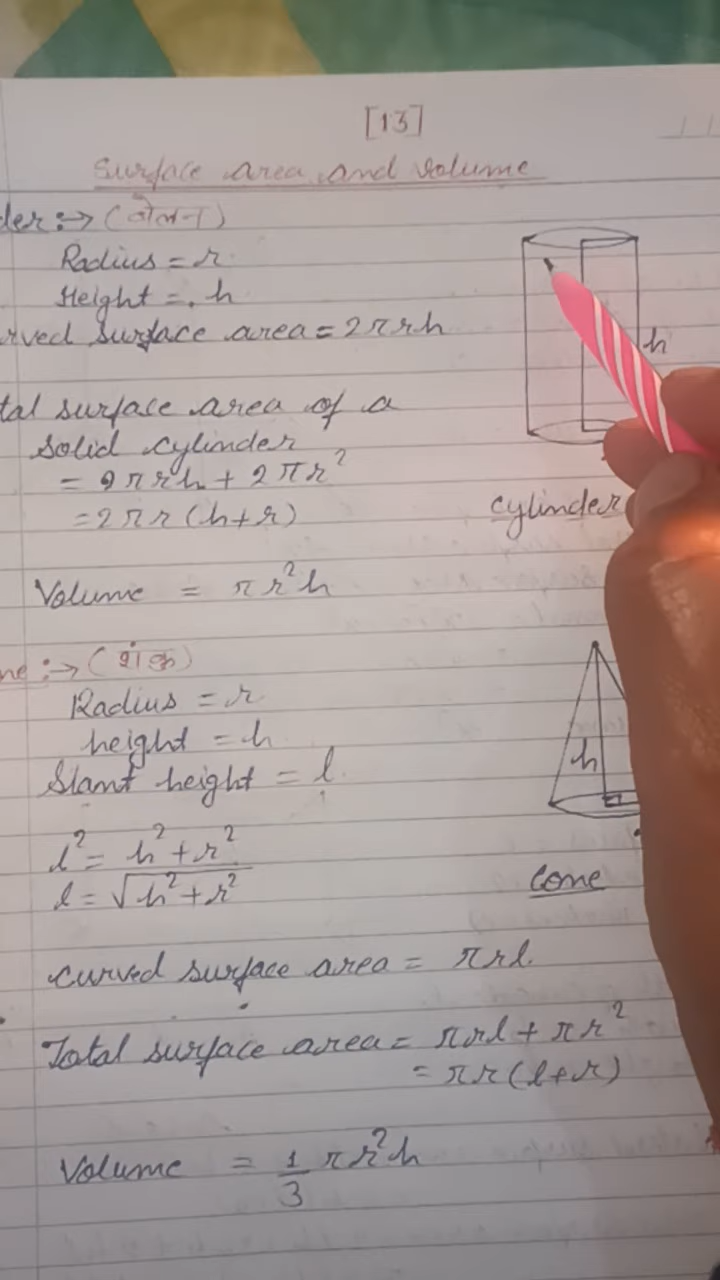 [13]
Surface area and volume
der :→ (बेलन)
Radius = r
Height = h
rved surface area = 2πrh
h
tal surface area of a
solid cylinder
= 2πrh + 2πr²
= 2πr (h+r)
cylinder
Volume = πr²h
ne :→ (शंकु)
Radius = r
height = h
Slant height = l
h
l² = h² + r²
l = √h² + r²
Cone
curved surface area = πrl.
Total surface area = πrl + πr²
= πr (l+r)
Volume = 1/3 πr²h